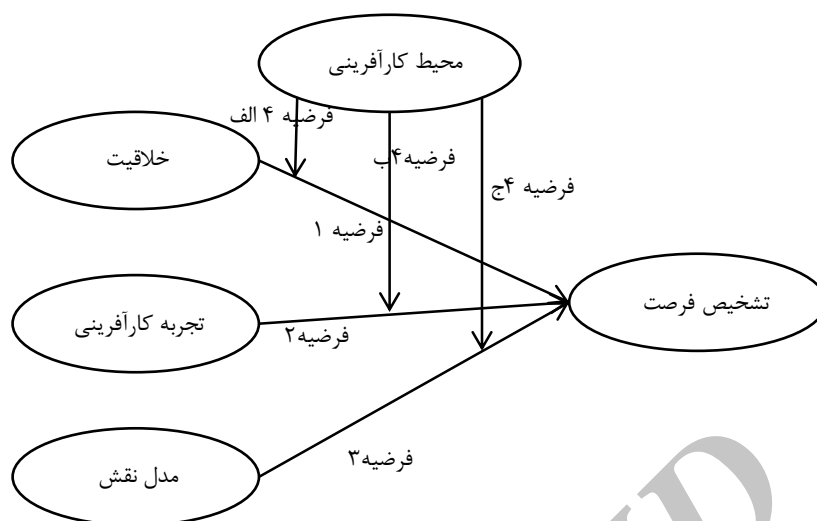 محیط کارآفرینی
فرضیه ۴ الف
خلاقیت
فرضیه۴ب
فرضیه ۴ج
فرضیه ۱
تشخیص فرصت
تجربه کارآفرینی
فرضیه۲
فرضیه۳
مدل نقش